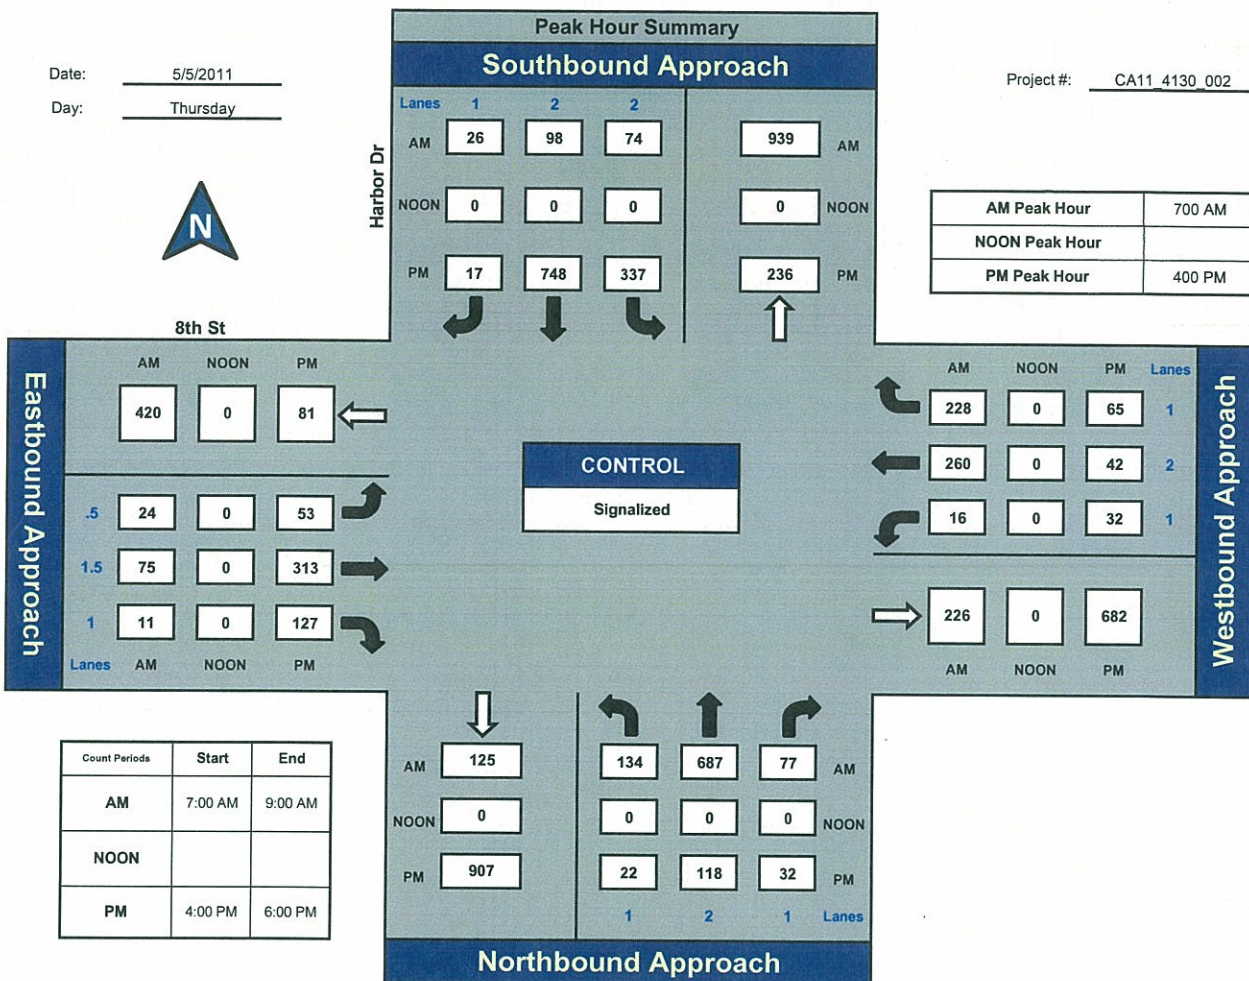 Peak Hour Summary
Southbound Approach
Date: 5/5/2011
Day: Thursday
Project #: CA11_4130_002
N
Harbor Dr
Lanes 1 2 2
AM 26 98 74 939 AM
NOON 0 0 0 0 NOON
PM 17 748 337 236 PM
AM Peak Hour 700 AM
NOON Peak Hour
PM Peak Hour 400 PM
8th St
Eastbound Approach
AM NOON PM
420 0 81
.5 24 0 53
1.5 75 0 313
1 11 0 127
Lanes AM NOON PM
CONTROL
Signalized
AM NOON PM Lanes
228 0 65 1
260 0 42 2
16 0 32 1
226 0 682
AM NOON PM
Westbound Approach
Count Periods Start End
AM 7:00 AM 9:00 AM
NOON
PM 4:00 PM 6:00 PM
AM 125 134 687 77 AM
NOON 0 0 0 0 NOON
PM 907 22 118 32 PM
1 2 1 Lanes
Northbound Approach